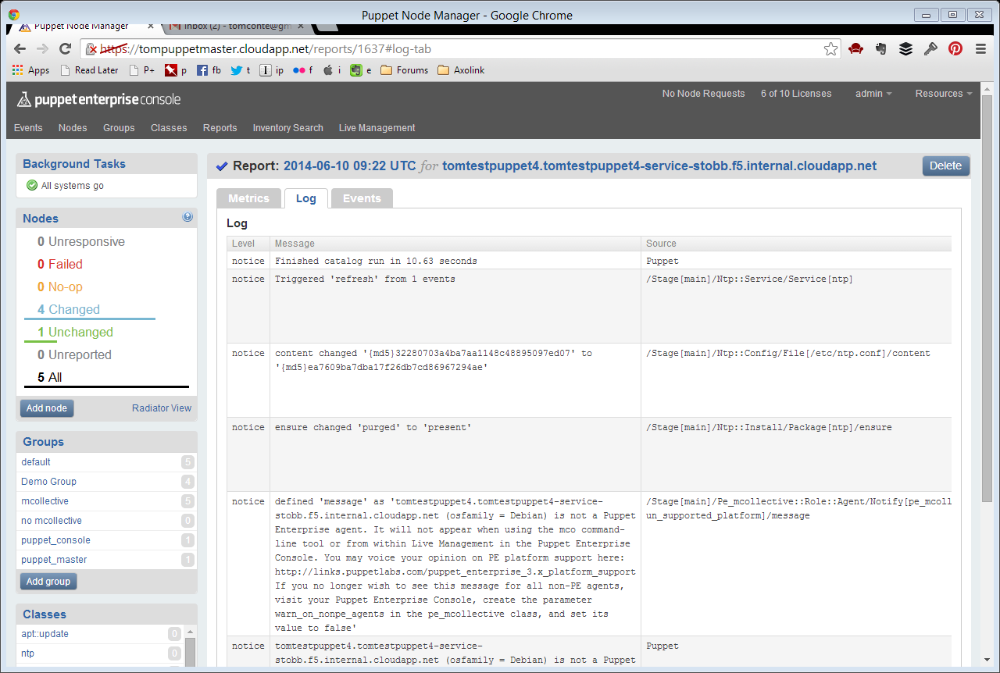 Puppet Node Manager - Google Chrome
Puppet Node Manager
Inbox (2) - tomconte@gm
https://tompuppetmaster.cloudapp.net/reports/1637#log-tab
Apps Read Later P+ p fb t I ip f i e Forums Axolink
puppet enterprise console
No Node Requests 6 of 10 Licenses admin Resources
Events Nodes Groups Classes Reports Inventory Search Live Management
Background Tasks
All systems go
Nodes
0 Unresponsive
0 Failed
0 No-op
4 Changed
1 Unchanged
0 Unreported
5 All
Add node Radiator View
Groups
default 5
Demo Group 4
mcollective 5
no mcollective 0
puppet_console 1
puppet_master 1
Add group
Classes
apt::update 0
ntp 0
Report: 2014-06-10 09:22 UTC for tomtestpuppet4.tomtestpuppet4-service-stobb.f5.internal.cloudapp.net
Delete
Metrics Log Events
Log
Level Message Source
notice Finished catalog run in 10.63 seconds Puppet
notice Triggered 'refresh' from 1 events /Stage[main]/Ntp::Service/Service[ntp]
notice content changed '{md5}32280703a4ba7aa1148c48895097ed07' to /Stage[main]/Ntp::Config/File[/etc/ntp.conf]/content
'{md5}ea7609ba7dba17f26db7cd86967294ae'
notice ensure changed 'purged' to 'present' /Stage[main]/Ntp::Install/Package[ntp]/ensure
notice defined 'message' as 'tomtestpuppet4.tomtestpuppet4-service- /Stage[main]/Pe_mcollective::Role::Agent/Notify[pe_mcoll
stobb.f5.internal.cloudapp.net (osfamily = Debian) is not a Puppet un_supported_platform]/message
Enterprise agent. It will not appear when using the mco command-
line tool or from within Live Management in the Puppet Enterprise
Console. You may voice your opinion on PE platform support here:
http://links.puppetlabs.com/puppet_enterprise_3.x_platform_support
If you no longer wish to see this message for all non-PE agents,
visit your Puppet Enterprise Console, create the parameter
warn_on_nonpe_agents in the pe_mcollective class, and set its
value to false'
notice tomtestpuppet4.tomtestpuppet4-service- Puppet
stobb.f5.internal.cloudapp.net (osfamily = Debian) is not a Puppet